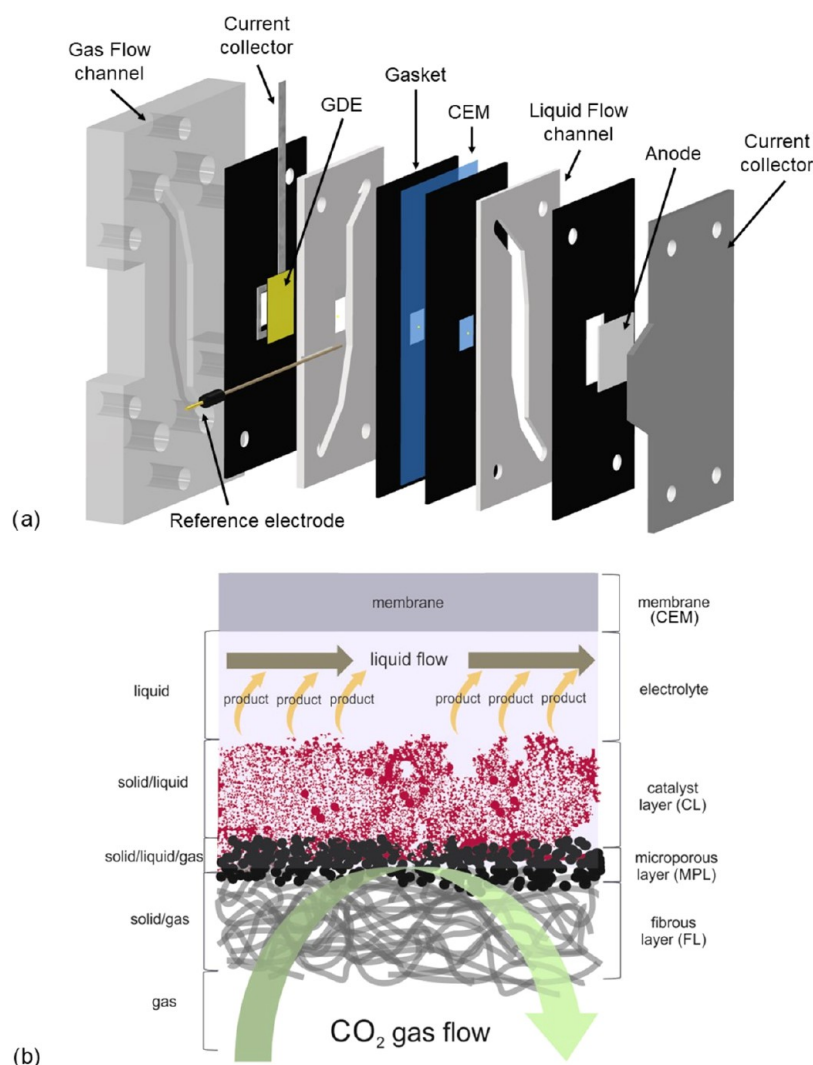 Gas Flow
channel
Current
collector
GDE
Gasket
CEM
Liquid Flow
channel
Anode
Current
collector
Reference electrode
(a)
membrane
membrane
(CEM)
liquid
liquid flow
product
product
product
product
product
product
electrolyte
solid/liquid
catalyst
layer (CL)
solid/liquid/gas
microporous
layer (MPL)
solid/gas
fibrous
layer (FL)
gas
CO₂ gas flow
(b)